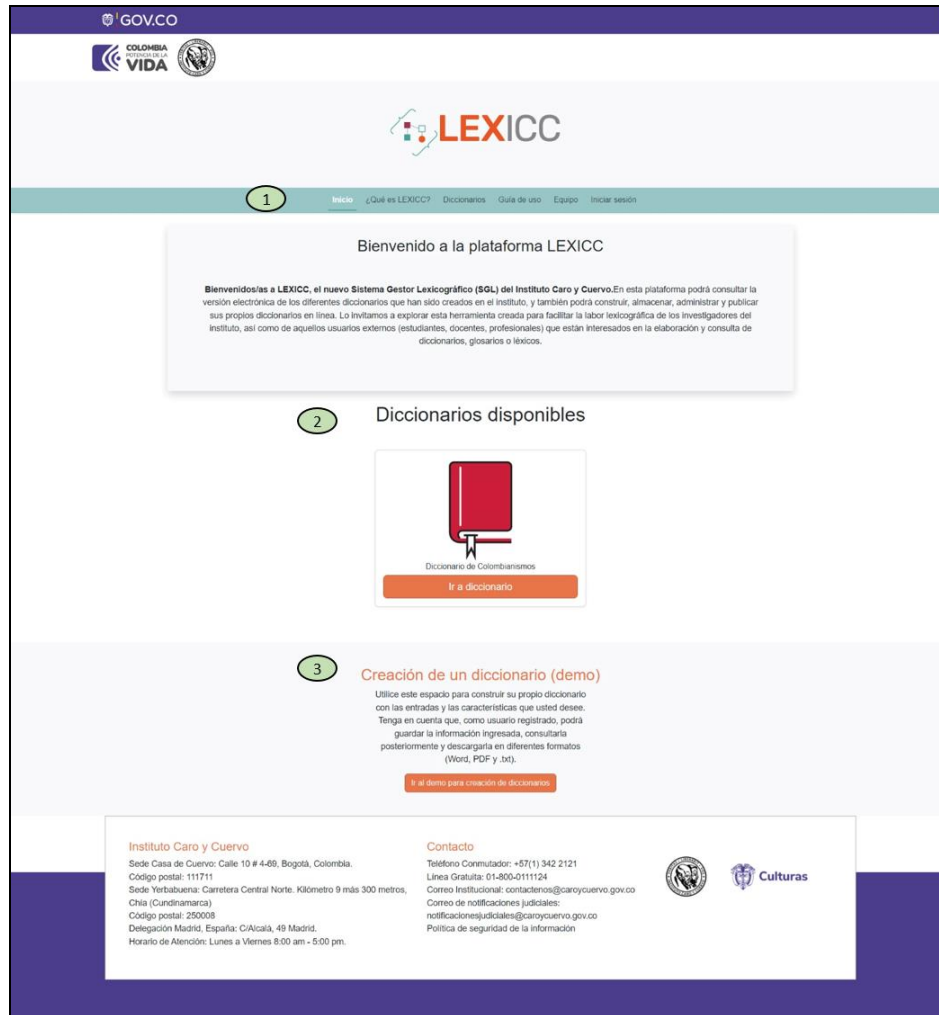 GOV.CO
COLOMBIA
POTENCIA DE LA
VIDA
LEXICC
1
Inicio ¿Qué es LEXICC? Diccionarios Guía de uso Equipo Iniciar sesión
Bienvenido a la plataforma LEXICC
Bienvenidos/as a LEXICC, el nuevo Sistema Gestor Lexicográfico (SGL) del Instituto Caro y Cuervo.En esta plataforma podrá consultar la
versión electrónica de los diferentes diccionarios que han sido creados en el instituto, y también podrá construir, almacenar, administrar y publicar
sus propios diccionarios en línea. Lo invitamos a explorar esta herramienta creada para facilitar la labor lexicográfica de los investigadores del
instituto, así como de aquellos usuarios externos (estudiantes, docentes, profesionales) que están interesados en la elaboración y consulta de
diccionarios, glosarios o léxicos.
2
Diccionarios disponibles
Diccionario de Colombianismos
Ir a diccionario
3
Creación de un diccionario (demo)
Utilice este espacio para construir su propio diccionario
con las entradas y las características que usted desee.
Tenga en cuenta que, como usuario registrado, podrá
guardar la información ingresada, consultarla
posteriormente y descargarla en diferentes formatos
(Word, PDF y .txt).
Ir al demo para creación de diccionarios
Instituto Caro y Cuervo
Sede Casa de Cuervo: Calle 10 # 4-69, Bogotá, Colombia.
Código postal: 111711
Sede Yerbabuena: Carretera Central Norte. Kilómetro 9 más 300 metros,
Chía (Cundinamarca)
Código postal: 250008
Delegación Madrid, España: C/Alcalá, 49 Madrid.
Horario de Atención: Lunes a Viernes 8:00 am - 5:00 pm.
Contacto
Teléfono Conmutador: +57(1) 342 2121
Línea Gratuita: 01-800-0111124
Correo Institucional: contactenos@caroycuervo.gov.co
Correo de notificaciones judiciales:
notificacionesjudiciales@caroycuervo.gov.co
Política de seguridad de la información
Culturas